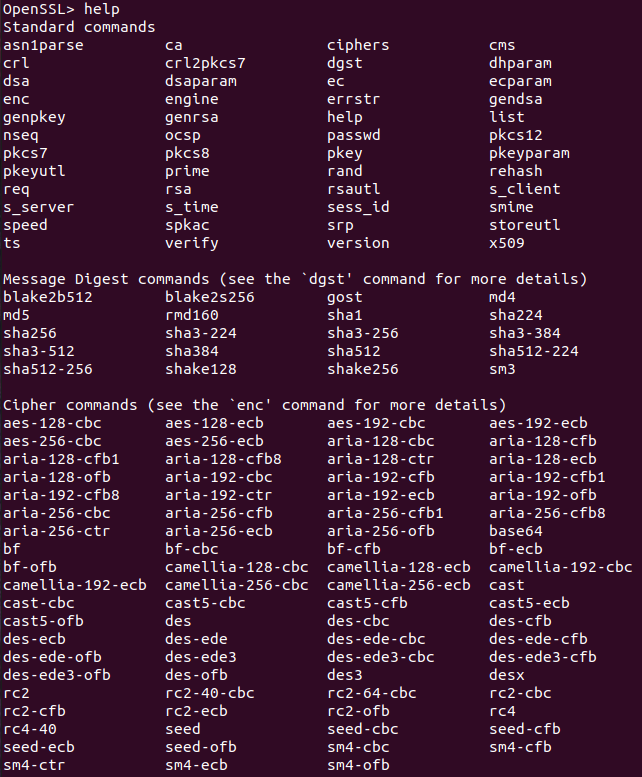 OpenSSL> help
Standard commands
asn1parse         ca                ciphers           cms
crl               crl2pkcs7         dgst              dhparam
dsa               dsaparam          ec                ecparam
enc               engine            errstr            gendsa
genpkey           genrsa            help              list
nseq              ocsp              passwd            pkcs12
pkcs7             pkcs8             pkey              pkeyparam
pkeyutl           prime             rand              rehash
req               rsa               rsautl            s_client
s_server          s_time            sess_id           smime
speed             spkac             srp               storeutl
ts                verify            version           x509

Message Digest commands (see the `dgst' command for more details)
blake2b512        blake2s256        gost              md4
md5               rmd160            sha1              sha224
sha256            sha3-224          sha3-256          sha3-384
sha3-512          sha384            sha512            sha512-224
sha512-256        shake128          shake256          sm3

Cipher commands (see the `enc' command for more details)
aes-128-cbc       aes-128-ecb       aes-192-cbc       aes-192-ecb
aes-256-cbc       aes-256-ecb       aria-128-cbc      aria-128-cfb
aria-128-cfb1     aria-128-cfb8     aria-128-ctr      aria-128-ecb
aria-128-ofb      aria-192-cbc      aria-192-cfb      aria-192-cfb1
aria-192-cfb8     aria-192-ctr      aria-192-ecb      aria-192-ofb
aria-256-cbc      aria-256-cfb      aria-256-cfb1     aria-256-cfb8
aria-256-ctr      aria-256-ecb      aria-256-ofb      base64
bf                bf-cbc            bf-cfb            bf-ecb
bf-ofb            camellia-128-cbc  camellia-128-ecb  camellia-192-cbc
camellia-192-ecb  camellia-256-cbc  camellia-256-ecb  cast
cast-cbc          cast5-cbc         cast5-cfb         cast5-ecb
cast5-ofb         des               des-cbc           des-cfb
des-ecb           des-ede           des-ede-cbc       des-ede-cfb
des-ede-ofb       des-ede3          des-ede3-cbc      des-ede3-cfb
des-ede3-ofb      des-ofb           des3              desx
rc2               rc2-40-cbc        rc2-64-cbc        rc2-cbc
rc2-cfb           rc2-ecb           rc2-ofb           rc4
rc4-40            seed              seed-cbc          seed-cfb
seed-ecb          seed-ofb          sm4-cbc           sm4-cfb
sm4-ctr           sm4-ecb           sm4-ofb